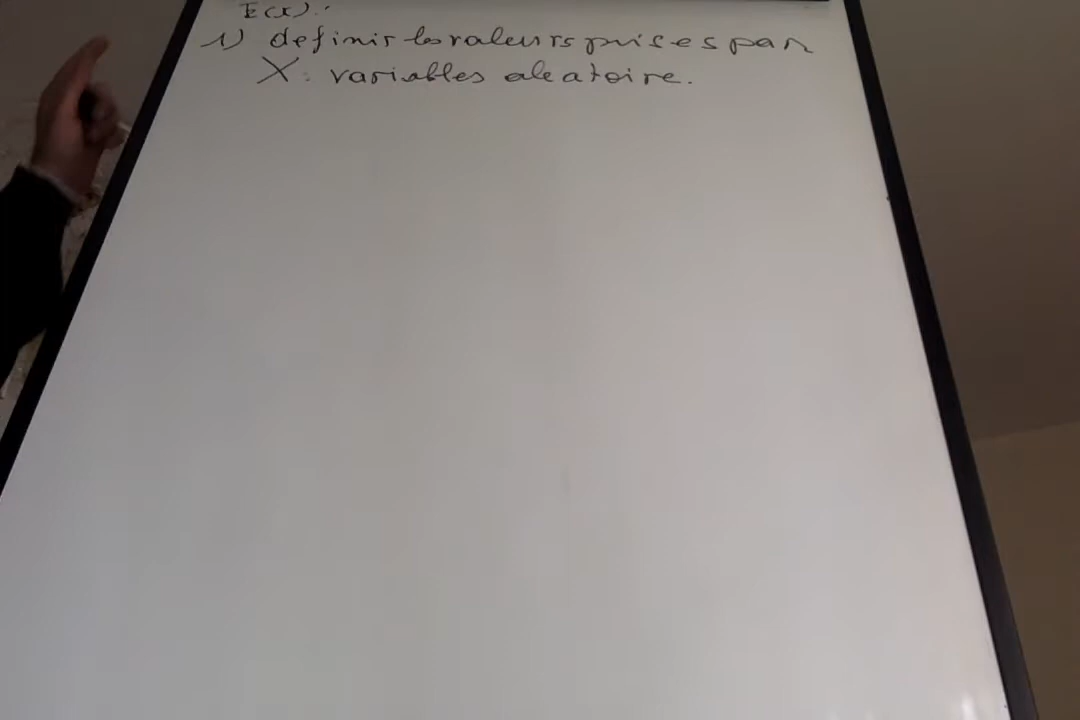 E(X):
1) definir les valeurs prises par
X: variables aleatoire.